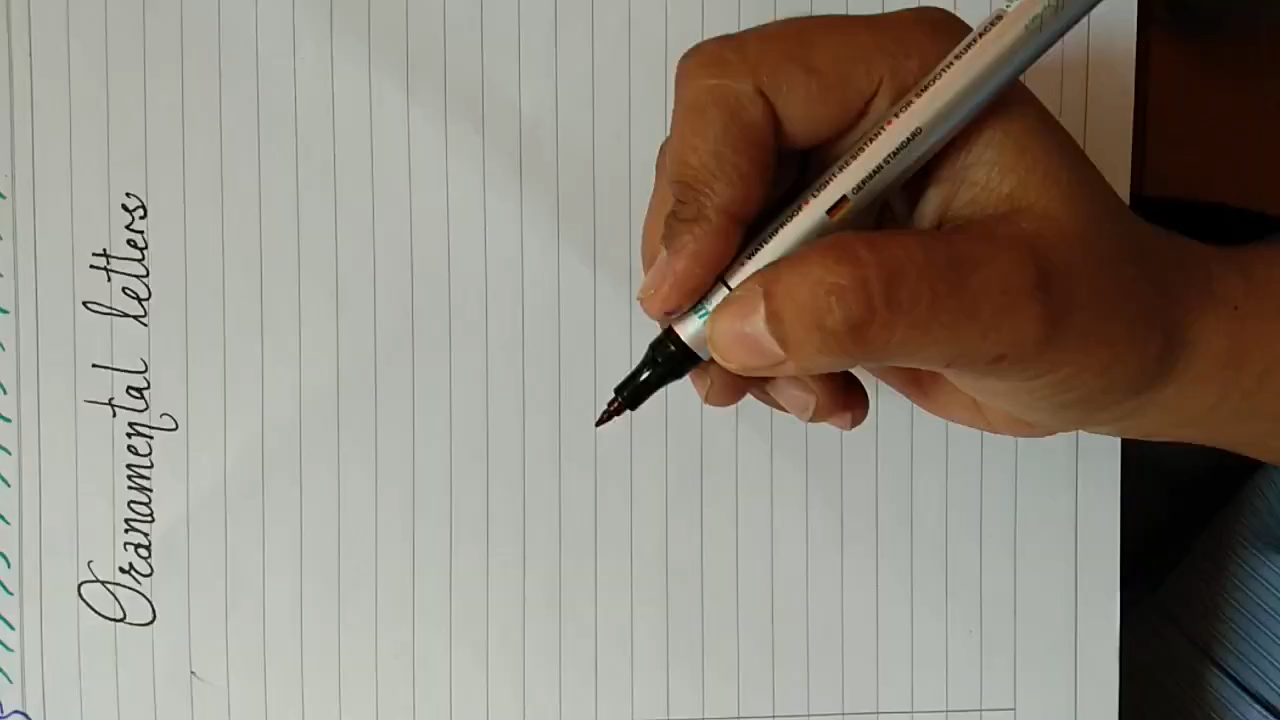 Oranamental letters
WATERPROOF • LIGHT-RESISTANT • FOR SMOOTH SURFACES
GERMAN STANDARD